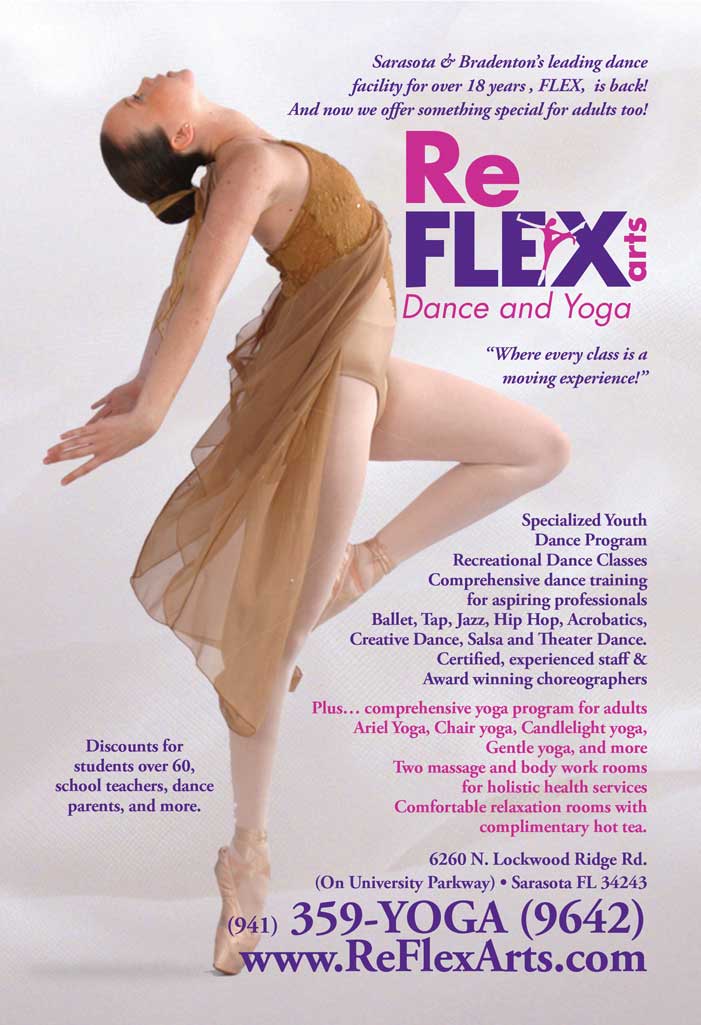 Sarasota & Bradenton's leading dance
facility for over 18 years , FLEX,  is back!
And now we offer something special for adults too!
Re
FLEX
arts
Dance and Yoga
“Where every class is a
moving experience!”
Specialized Youth
Dance Program
Recreational Dance Classes
Comprehensive dance training
for aspiring professionals
Ballet, Tap, Jazz, Hip Hop, Acrobatics,
Creative Dance, Salsa and Theater Dance.
Certified, experienced staff &
Award winning choreographers
Plus… comprehensive yoga program for adults
Ariel Yoga, Chair yoga, Candlelight yoga,
Gentle yoga, and more
Two massage and body work rooms
for holistic health services
Comfortable relaxation rooms with
complimentary hot tea.
Discounts for
students over 60,
school teachers, dance
parents, and more.
6260 N. Lockwood Ridge Rd.
(On University Parkway) • Sarasota FL 34243
(941) 359-YOGA (9642)
www.ReFlexArts.com